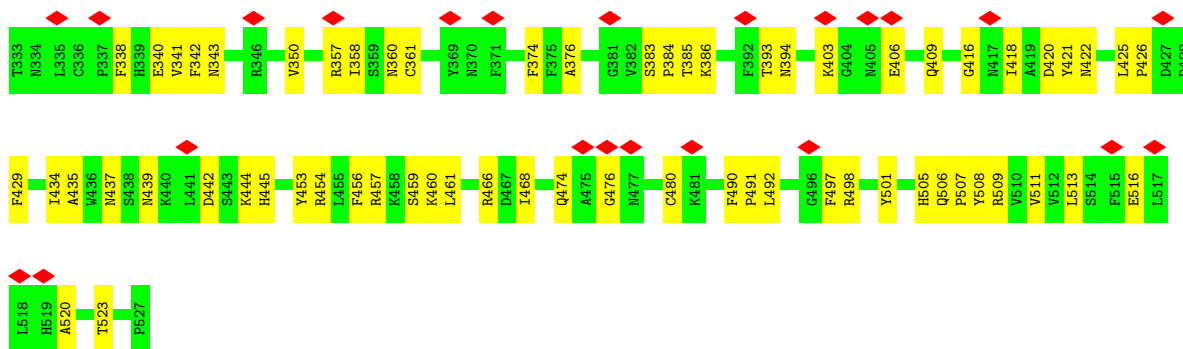 T333 N334 L335 C336 P337 F338 H339 E340 V341 F342 N343 R346 V350 R357 I358 S359 N360 C361 Y369 N370 F371 F374 F375 A376 G381 V382 S383 P384 T385 K386 F392 T393 N394 K403 G404 N405 E406 Q409 G416 N417 I418 A419 D420 Y421 N422 L425 P426 D427
F429 I434 A435 W436 N437 S438 N439 K440 L441 D442 S443 K444 H445 Y453 R454 L455 F456 R457 K458 S459 K460 L461 R466 D467 I468 Q474 A475 G476 N477 C480 K481 F490 P491 L492 G496 F497 R498 Y501 H505 Q506 P507 Y508 R509 V510 V511 V512 L513 S514 F515 E516 L517
L518 H519 A520 T523 P527